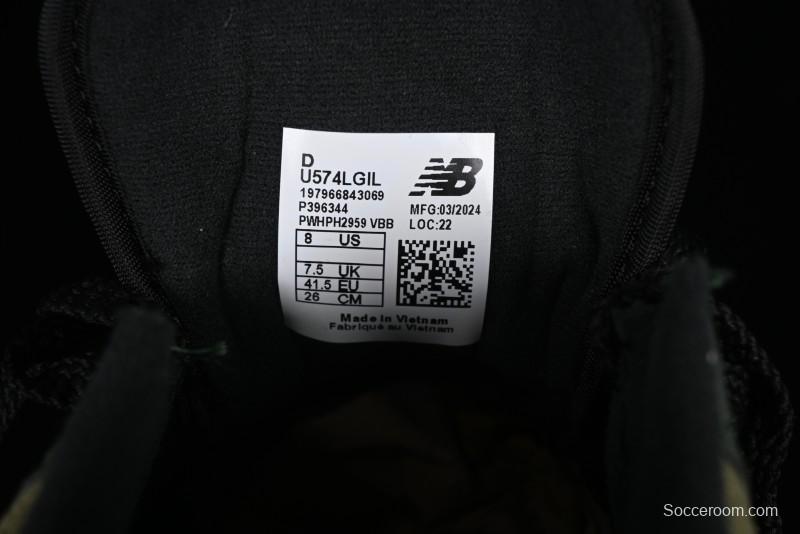 D
U574LGIL
197966843069
P396344
PWHPH2959 VBB
NB
MFG:03/2024
LOC:22
8 US
7.5 UK
41.5 EU
26 CM
Made in Vietnam
Fabriqué au Vietnam
Socceroom.com